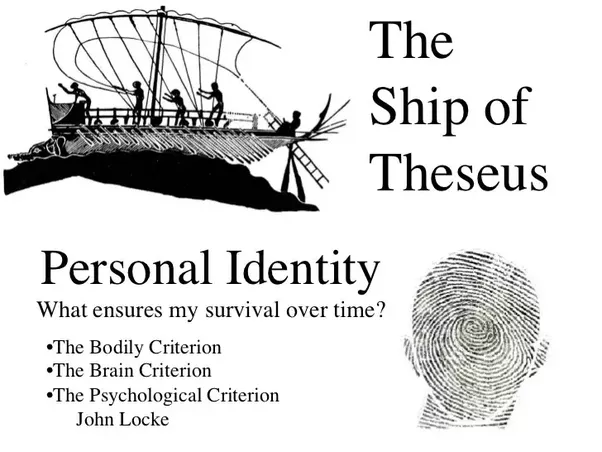 The
Ship of
Theseus
Personal Identity
What ensures my survival over time?
•The Bodily Criterion
•The Brain Criterion
•The Psychological Criterion
John Locke